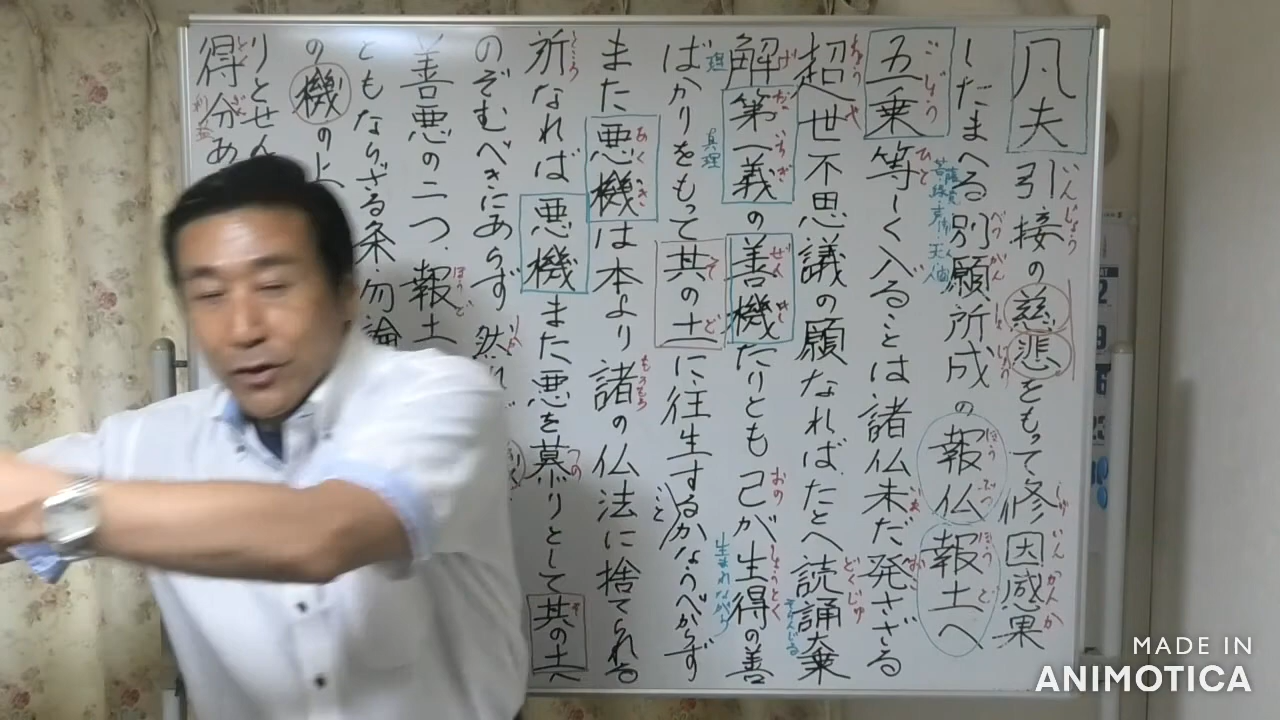 凡夫引接の慈悲をもって修因感果
したまへる別願所成の報仏報土へ
五乗等しく入ることは諸仏未だ発さざる
超世不思議の願なれば、たとへ読誦大乗
解第一義の善機たりとも己が生得の善
ばかりをもって其の土に往生するかなうべからず
また悪機は本より諸の仏法に捨てられる
所なれば悪機また悪を慕りとして其の土へ
のぞむべきにあらず然れ
善悪の二つ、報土
ともならざる条、勿論
の機の上
りとせん
得分あ
MADE IN
ANIMOTICA